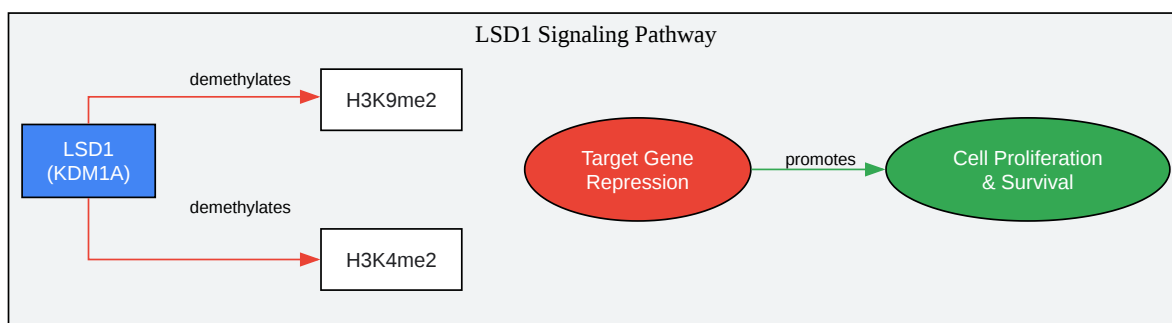 LSD1 Signaling Pathway
demethylates
H3K9me2
LSD1
(KDM1A)
demethylates
H3K4me2
Target Gene
Repression
promotes
Cell Proliferation
& Survival